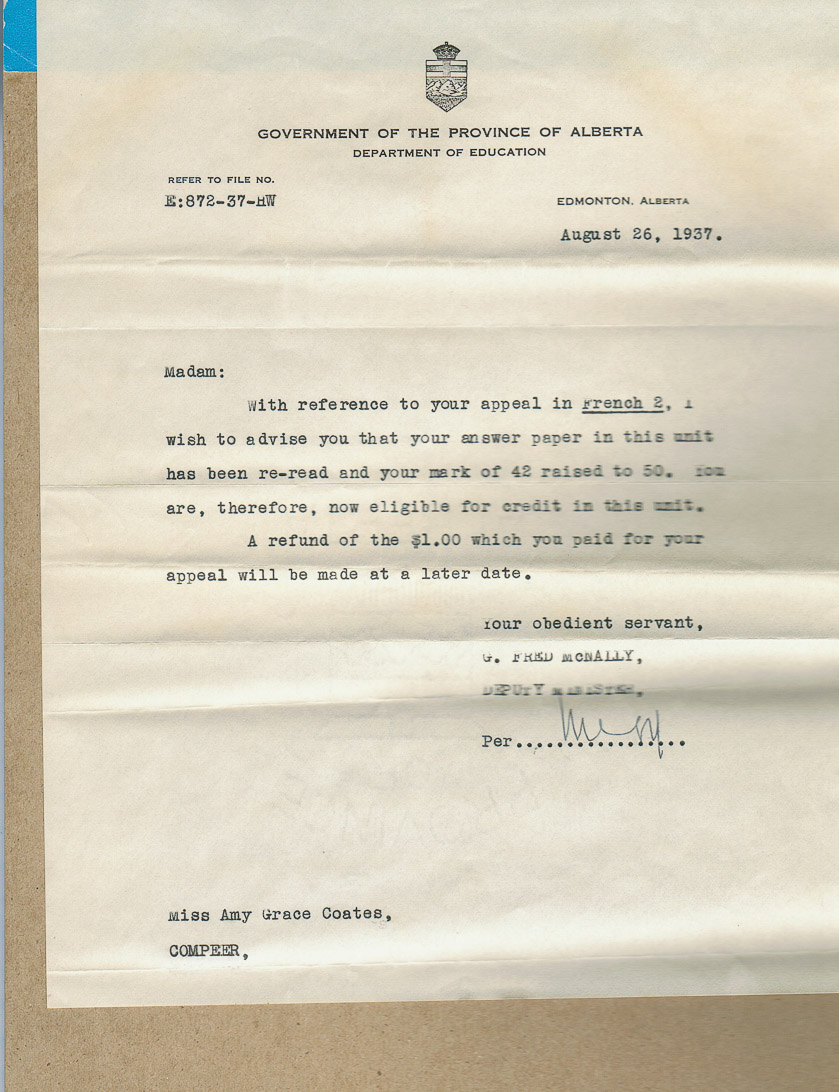 GOVERNMENT OF THE PROVINCE OF ALBERTA
DEPARTMENT OF EDUCATION
REFER TO FILE NO.
E:872-37-HW
EDMONTON, ALBERTA
August 26, 1937.
Madam:
With reference to your appeal in French 2, I
wish to advise you that your answer paper in this unit
has been re-read and your mark of 42 raised to 50. You
are, therefore, now eligible for credit in this unit.
A refund of the $1.00 which you paid for your
appeal will be made at a later date.
Your obedient servant,
G. FRED McNALLY,
DEPUTY MINISTER,
Per....................
Miss Amy Grace Coates,
COMPEER,